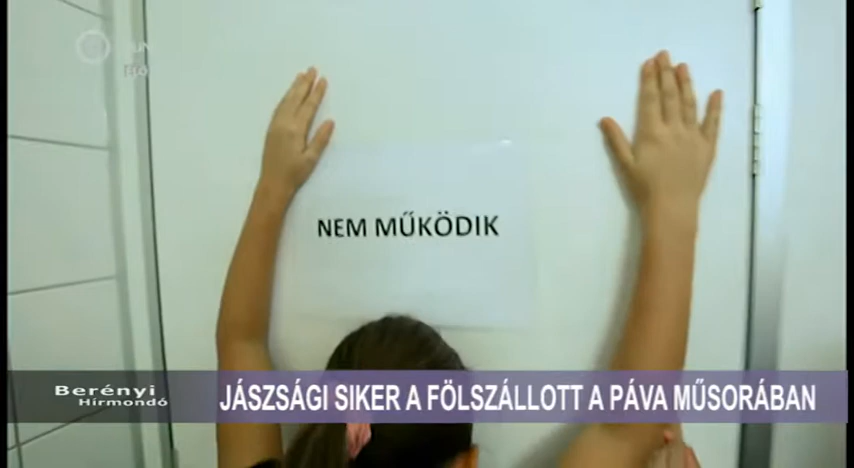 NEM MŰKÖDIK
Berényi
Hírmondó
JÁSZSÁGI SIKER A FÖLSZÁLLOTT A PÁVA MŰSORÁBAN